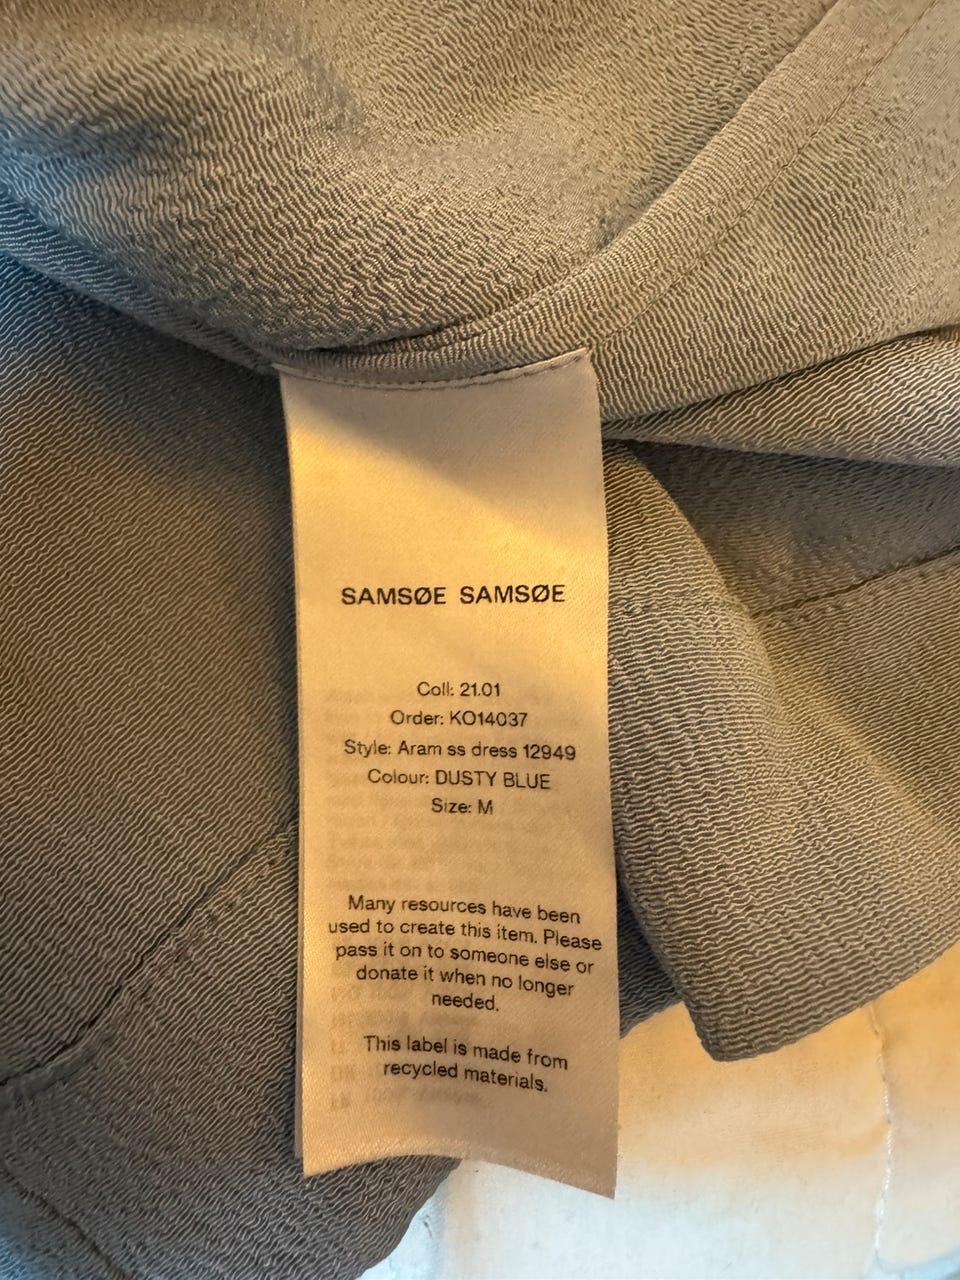 SAMSØE SAMSØE
Coll: 21.01
Order: KO14037
Style: Aram ss dress 12949
Colour: DUSTY BLUE
Size: M
Many resources have been
used to create this item. Please
pass it on to someone else or
donate it when no longer
needed.
This label is made from
recycled materials.